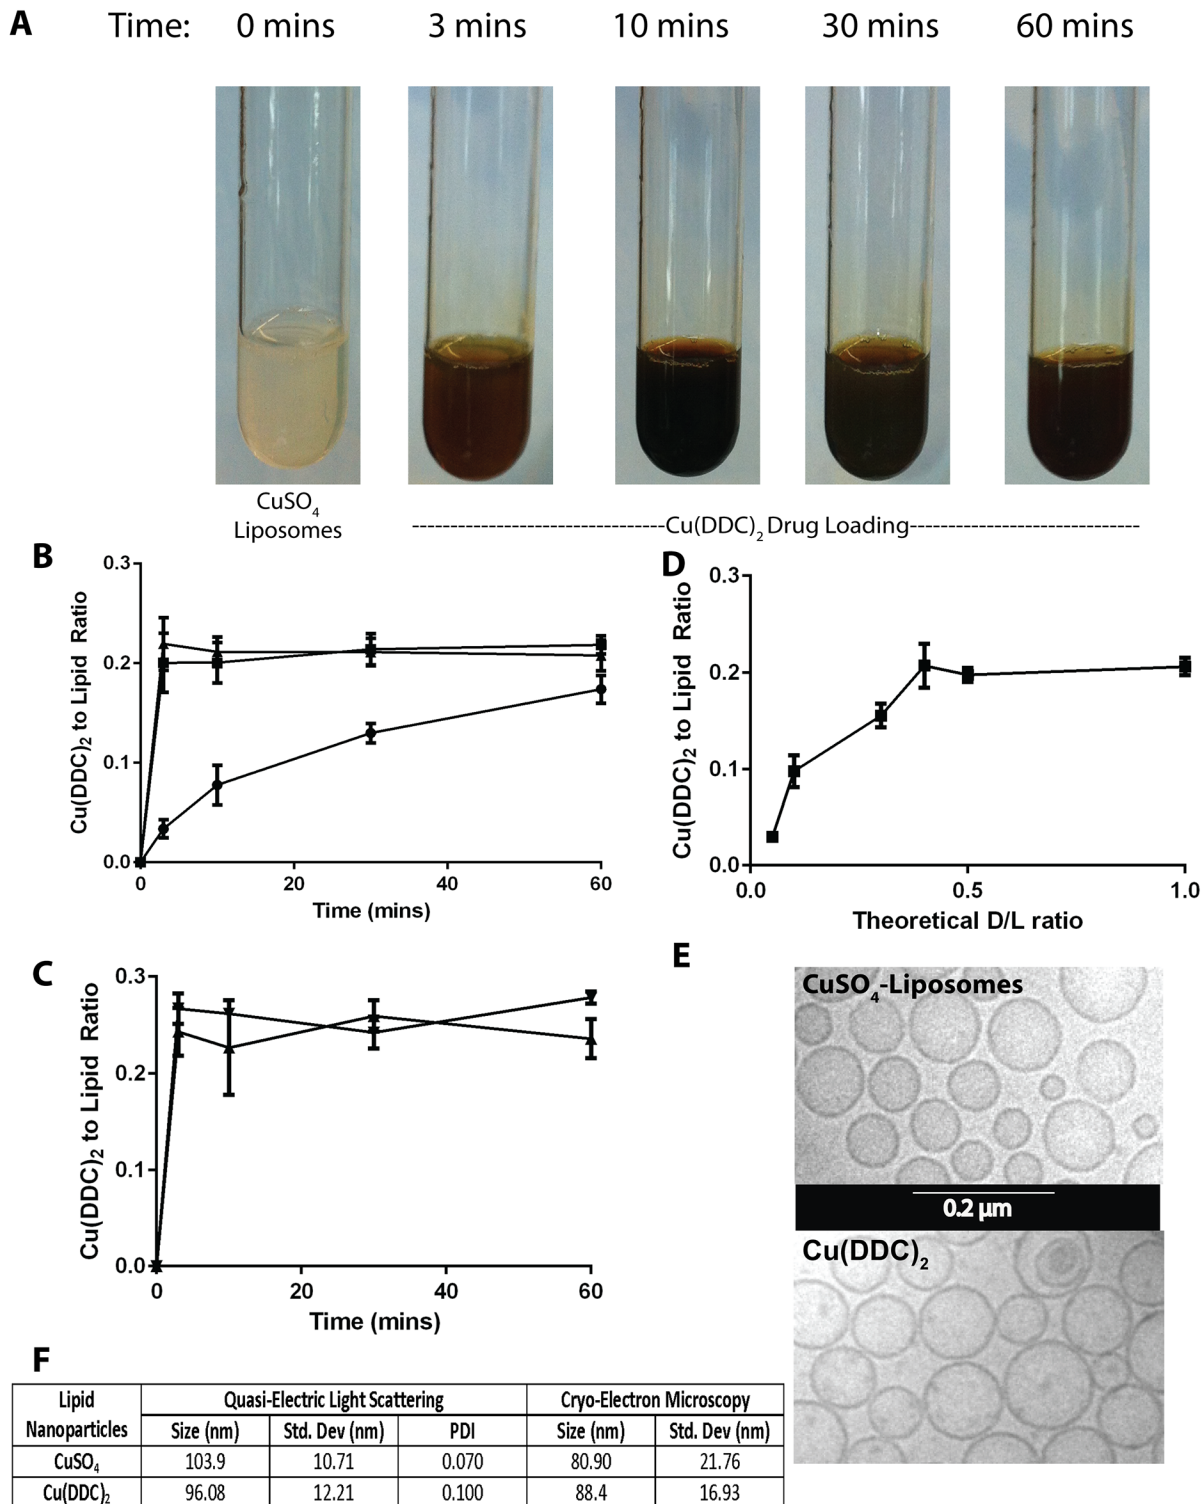 A
Time: 0 mins 3 mins 10 mins 30 mins 60 mins
CuSO4
Liposomes
--------------------------------Cu(DDC)2 Drug Loading-----------------------------
B
Cu(DDC)2 to Lipid Ratio
0.3
0.2
0.1
0.0
0 20 40 60
Time (mins)
D
Cu(DDC)2 to Lipid Ratio
0.3
0.2
0.1
0.0
0.0 0.5 1.0
Theoretical D/L ratio
C
Cu(DDC)2 to Lipid Ratio
0.3
0.2
0.1
0.0
0 20 40 60
Time (mins)
E
CuSO4-Liposomes
0.2 µm
Cu(DDC)2
F
Lipid
Nanoparticles
Quasi-Electric Light Scattering Cryo-Electron Microscopy
Size (nm) Std. Dev (nm) PDI Size (nm) Std. Dev (nm)
CuSO4 103.9 10.71 0.070 80.90 21.76
Cu(DDC)2 96.08 12.21 0.100 88.4 16.93